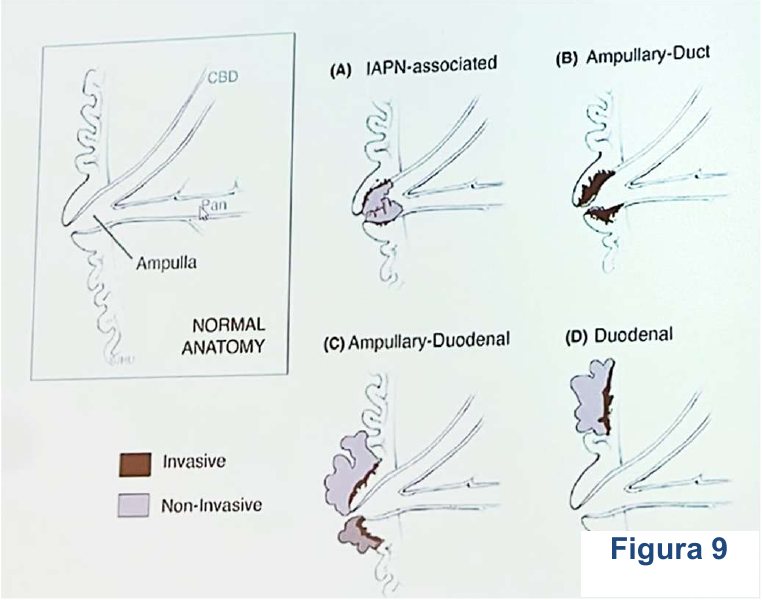 CBD
Pan
Ampulla
NORMAL
ANATOMY
(A) IAPN-associated
(B) Ampullary-Duct
(C) Ampullary-Duodenal
(D) Duodenal
Invasive
Non-Invasive
Figura 9